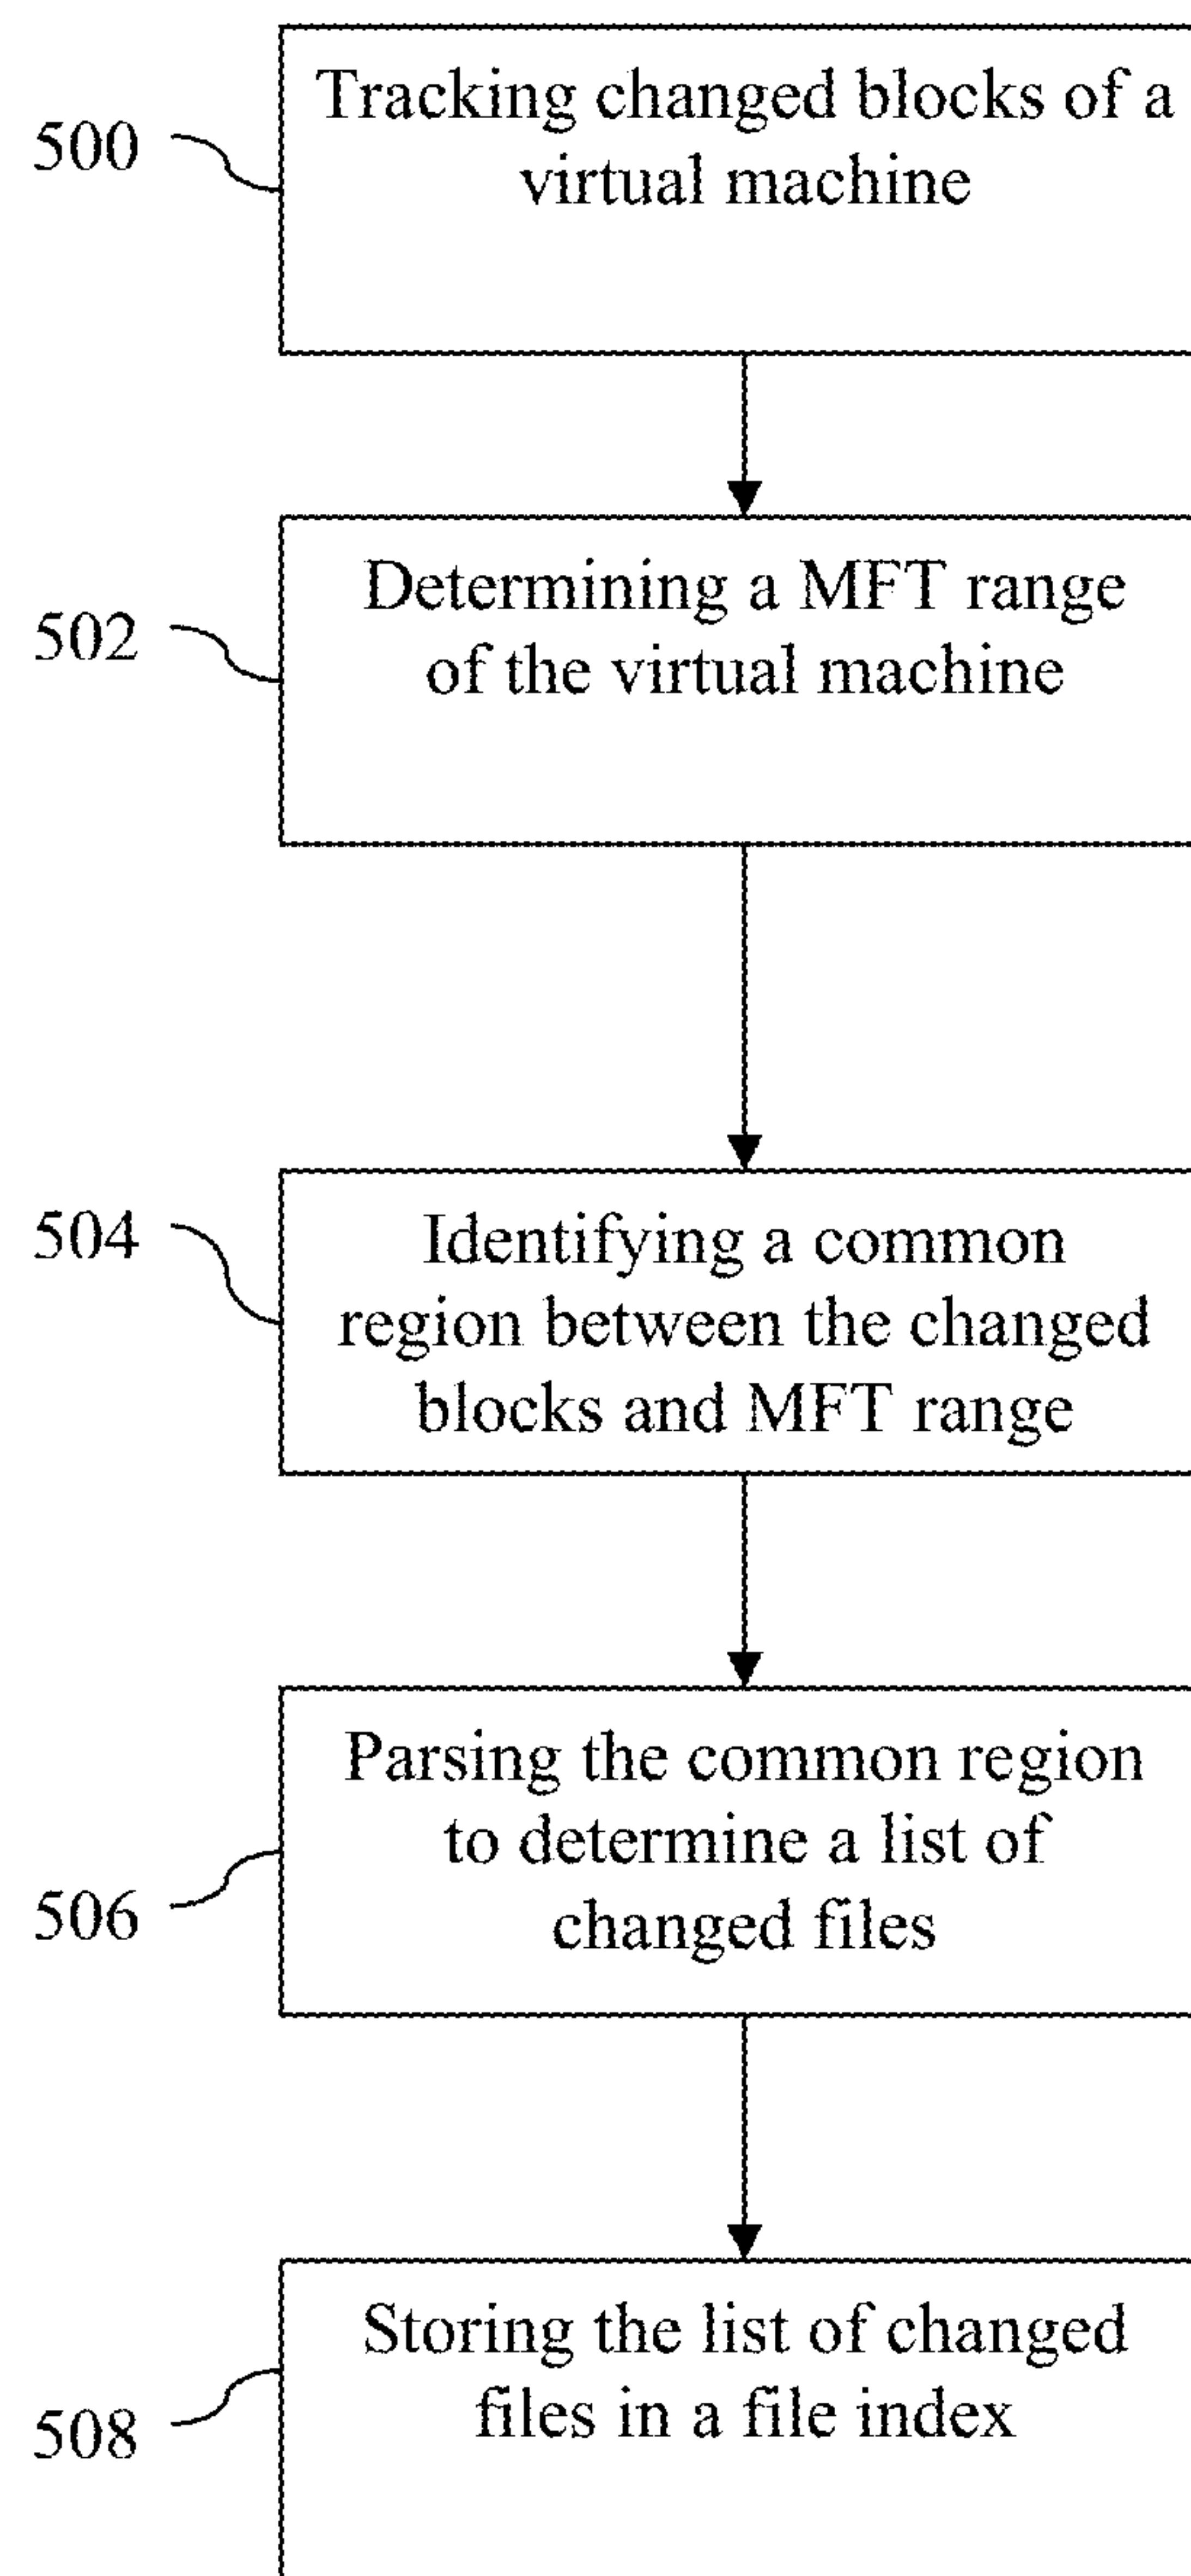 500
Tracking changed blocks of a
virtual machine
502
Determining a MFT range
of the virtual machine
504
Identifying a common
region between the changed
blocks and MFT range
506
Parsing the common region
to determine a list of
changed files
508
Storing the list of changed
files in a file index